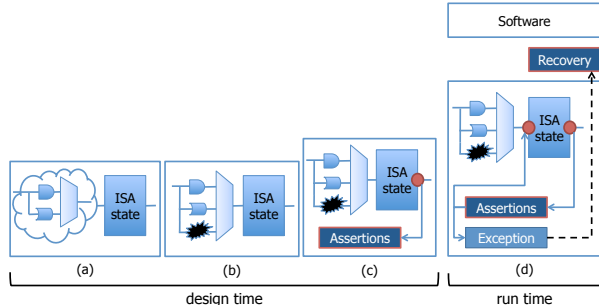 Software
Recovery
ISA
state
(a)
ISA
state
(b)
ISA
state
Assertions
(c)
ISA
state
Assertions
Exception
(d)
design time
run time